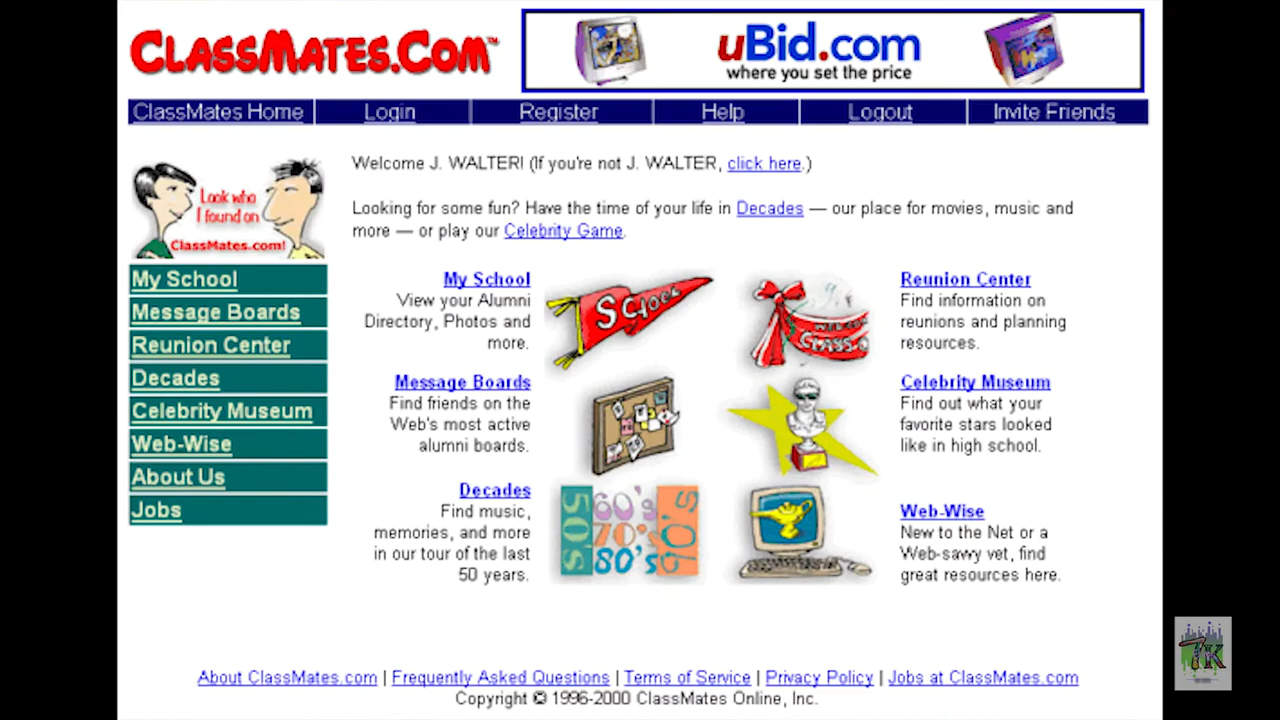 ClassMates.Com™
uBid.com
where you set the price
ClassMates Home Login Register Help Logout Invite Friends
Look who
I found on
ClassMates.com!
My School
Message Boards
Reunion Center
Decades
Celebrity Museum
Web-Wise
About Us
Jobs
Welcome J. WALTER! (If you're not J. WALTER, click here.)
Looking for some fun? Have the time of your life in Decades — our place for movies, music and
more — or play our Celebrity Game.
My School
View your Alumni
Directory, Photos and
more.
SCHOOL
Reunion Center
Find information on
reunions and planning
resources.
CLASS
Message Boards
Find friends on the
Web's most active
alumni boards.
Celebrity Museum
Find out what your
favorite stars looked
like in high school.
Decades
Find music,
memories, and more
in our tour of the last
50 years.
50's 60's 70's 80's 90's
Web-Wise
New to the Net or a
Web-savvy vet, find
great resources here.
About ClassMates.com | Frequently Asked Questions | Terms of Service | Privacy Policy | Jobs at ClassMates.com
Copyright © 1996-2000 ClassMates Online, Inc.
7K